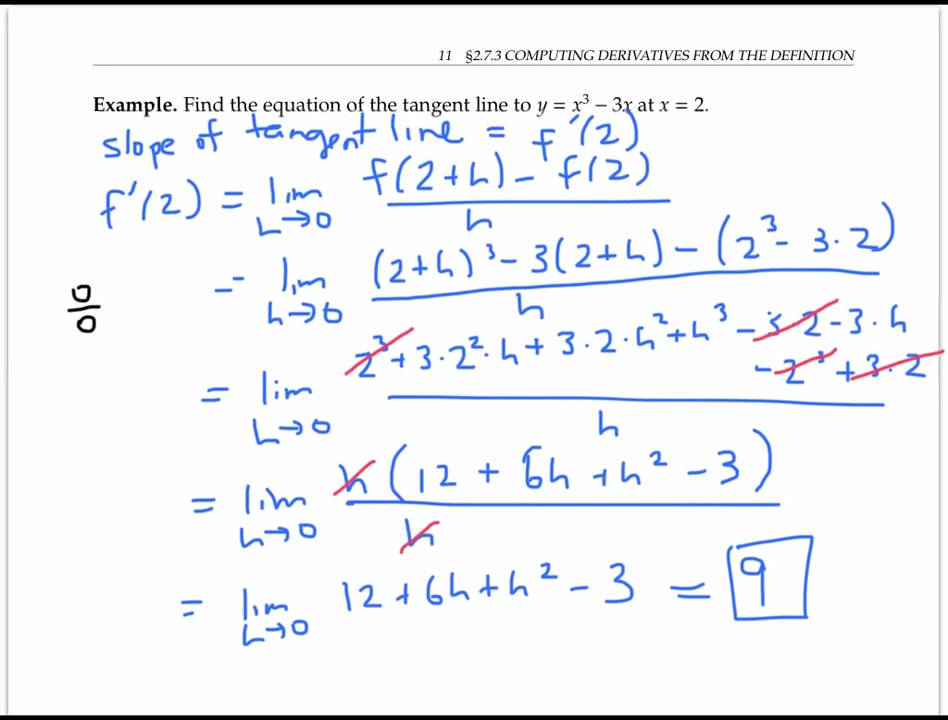 11 §2.7.3 COMPUTING DERIVATIVES FROM THE DEFINITION
Example. Find the equation of the tangent line to y = x³ − 3x at x = 2.
slope of tangent line = f'(2)
f'(2) = lim h→0 (f(2+h) − f(2)) / h
0/0
= lim h→0 ((2+h)³ − 3(2+h) − (2³ − 3·2)) / h
= lim h→0 (2³ + 3·2²·h + 3·2·h² + h³ − 3·2 − 3·h − 2³ + 3·2) / h
= lim h→0 h(12 + 6h + h² − 3) / h
= lim h→0 12 + 6h + h² − 3 = 9